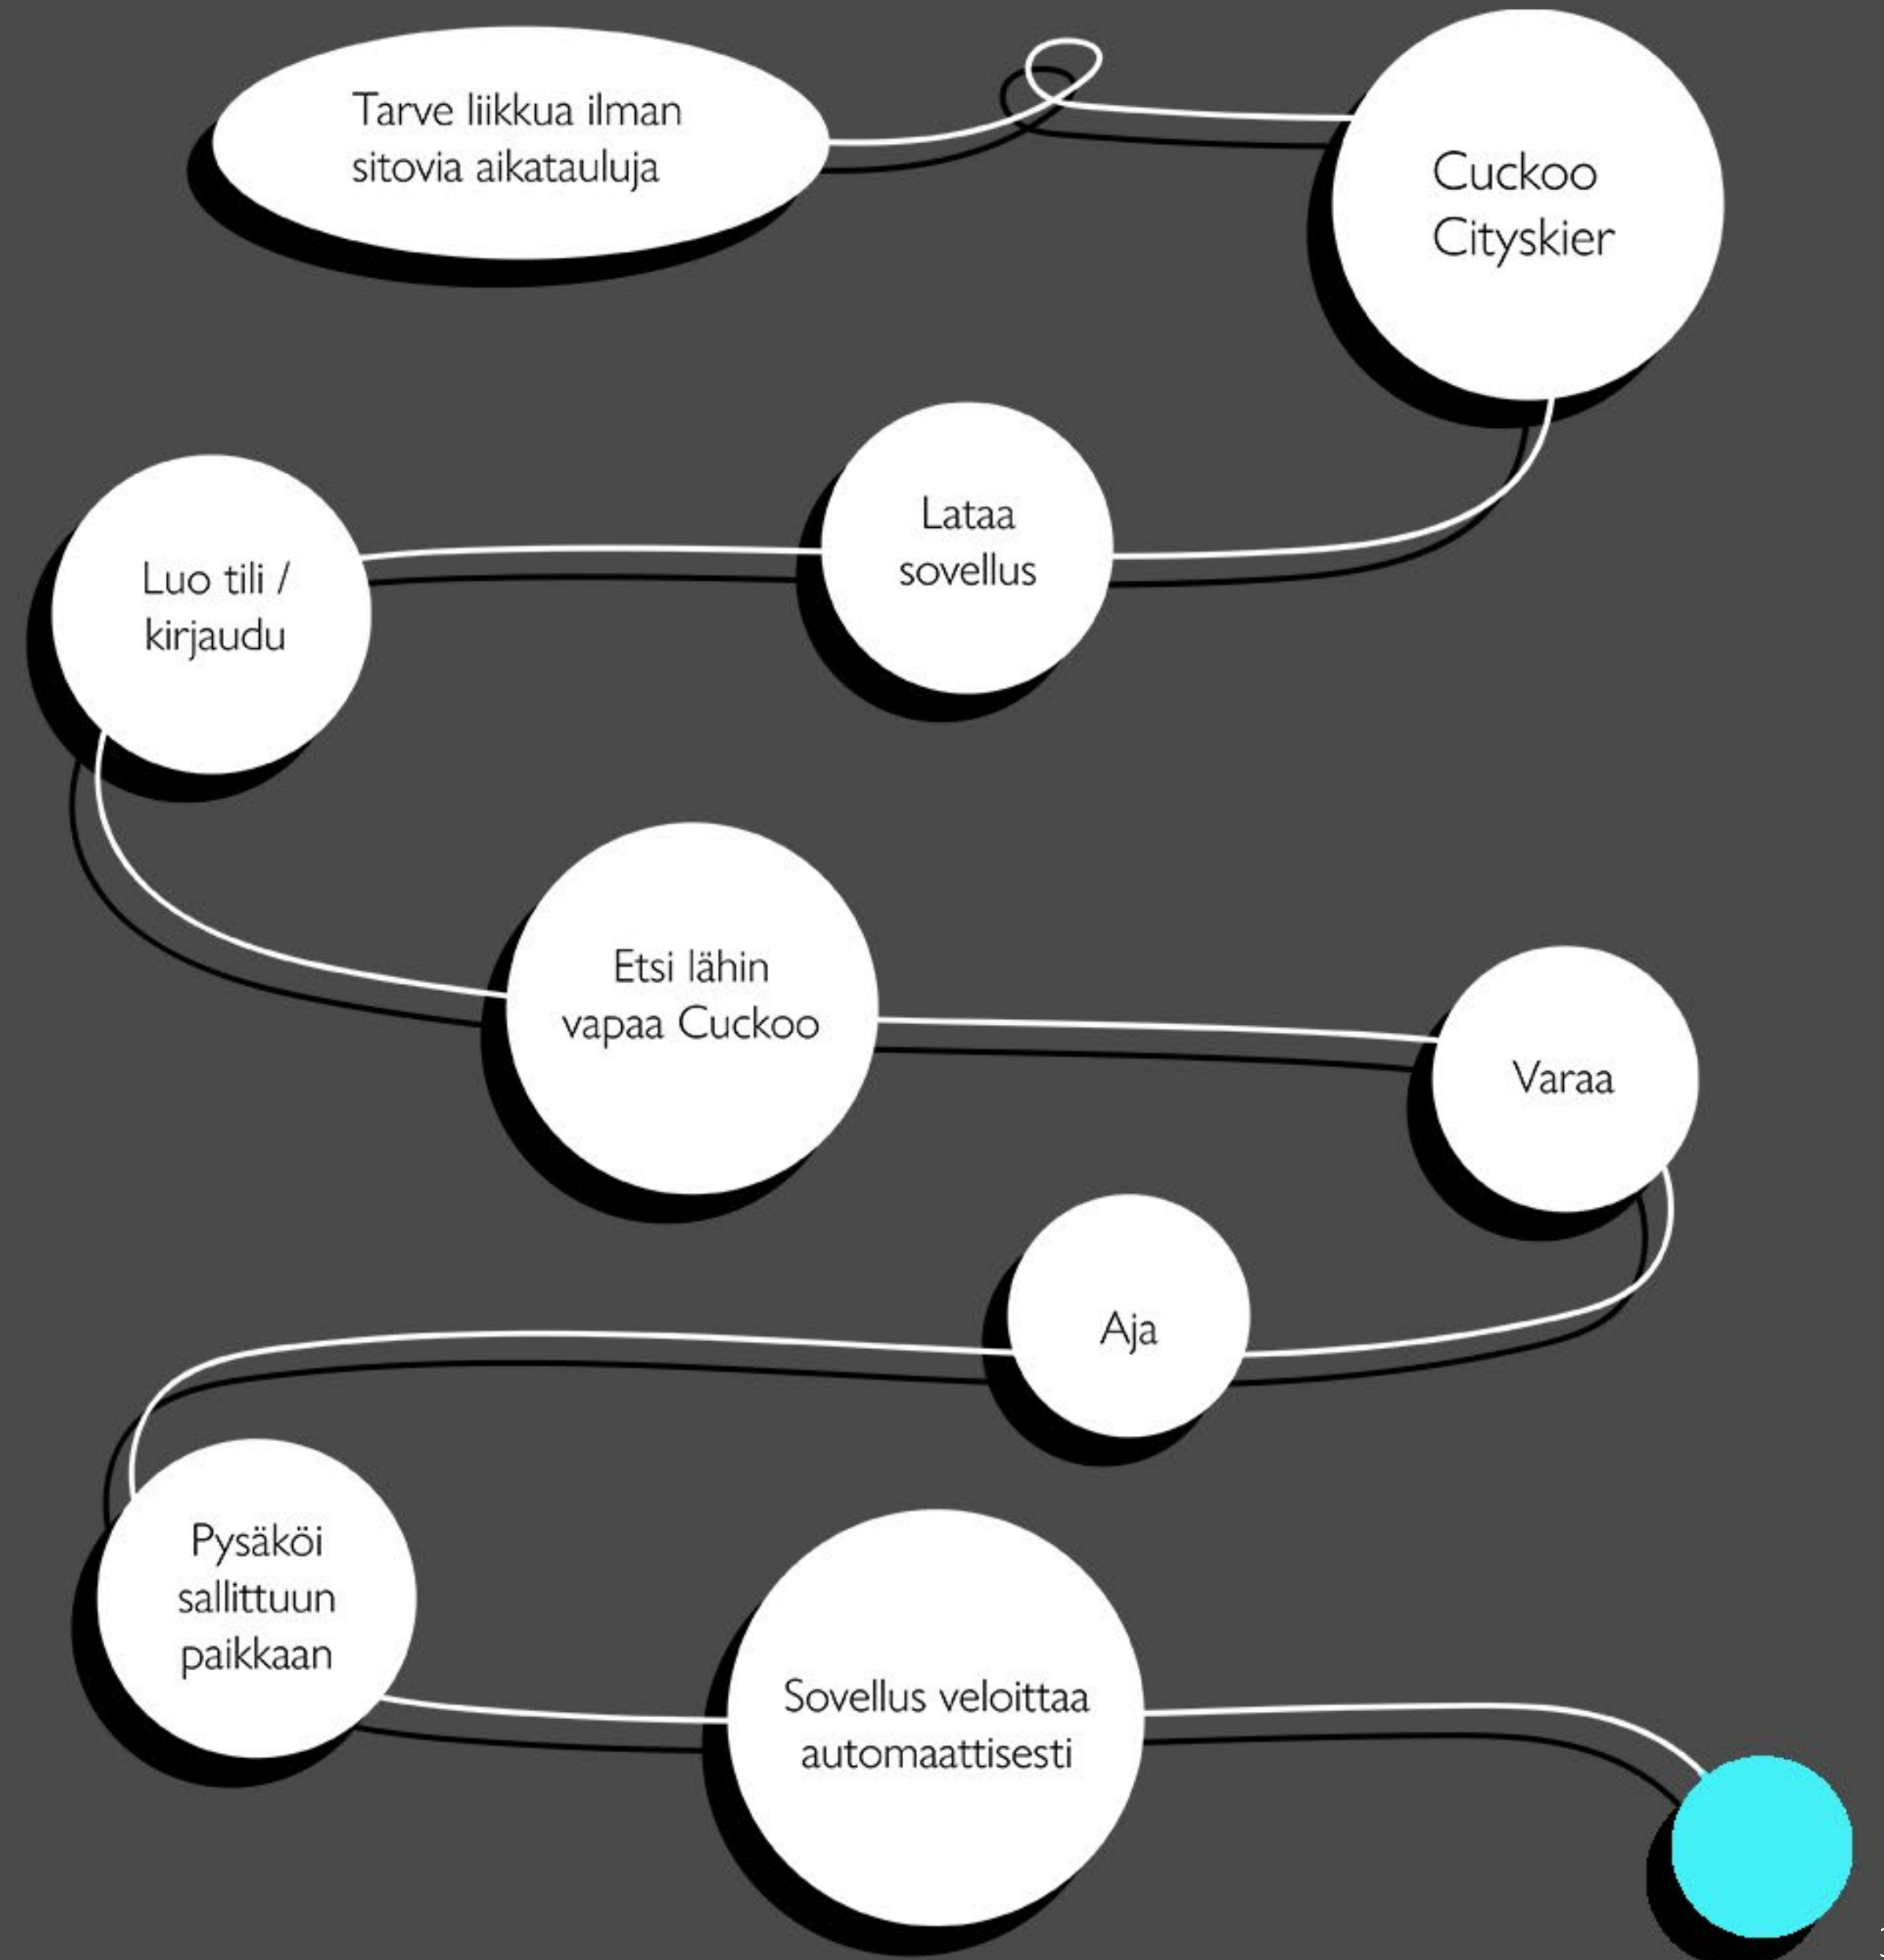 Tarve liikkua ilman
sitovia aikatauluja
Cuckoo
Cityskier
Lataa
sovellus
Luo tili /
kirjaudu
Etsi lähin
vapaa Cuckoo
Varaa
Aja
Pysäköi
sallittuun
paikkaan
Sovellus veloittaa
automaattisesti